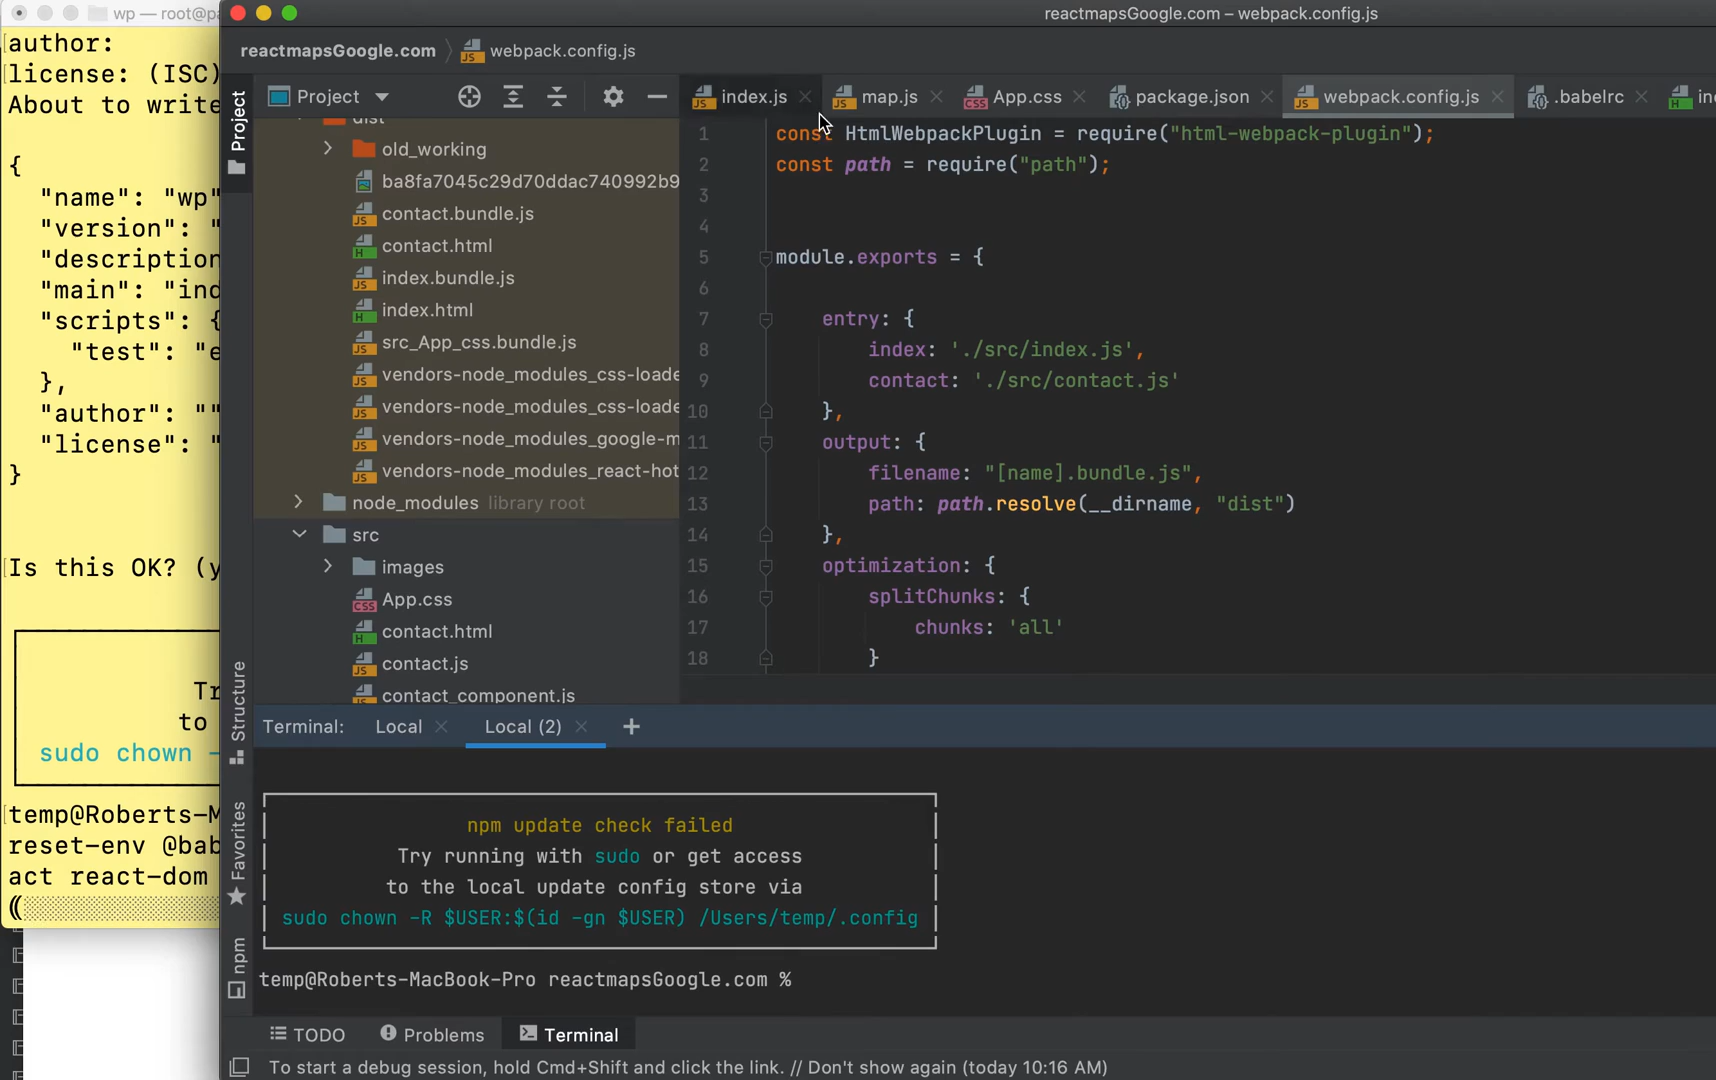 wp — root@pa
reactmapsGoogle.com – webpack.config.js
author:
license: (ISC)
About to write
{
"name": "wp"
"version": "
"description
"main": "ind
"scripts": {
"test": "e
},
"author": ""
"license": "
}
Is this OK? (y
Tr
to
sudo chown -
temp@Roberts-M
reset-env @bab
act react-dom
((
reactmapsGoogle.com
webpack.config.js
Project
Project
Structure
Favorites
npm
index.js
map.js
App.css
package.json
webpack.config.js
.babelrc
in
dist
old_working
ba8fa7045c29d70ddac740992b9
contact.bundle.js
contact.html
index.bundle.js
index.html
src_App_css.bundle.js
vendors-node_modules_css-loade
vendors-node_modules_css-loade
vendors-node_modules_google-m
vendors-node_modules_react-hot
node_modules library root
src
images
App.css
contact.html
contact.js
contact_component.js
1 const HtmlWebpackPlugin = require("html-webpack-plugin");
2 const path = require("path");
3
4
5 module.exports = {
6
7 entry: {
8 index: './src/index.js',
9 contact: './src/contact.js'
10 },
11 output: {
12 filename: "[name].bundle.js",
13 path: path.resolve(__dirname, "dist")
14 },
15 optimization: {
16 splitChunks: {
17 chunks: 'all'
18 }
Terminal: Local Local (2) +
npm update check failed
Try running with sudo or get access
to the local update config store via
sudo chown -R $USER:$(id -gn $USER) /Users/temp/.config
temp@Roberts-MacBook-Pro reactmapsGoogle.com %
TODO Problems Terminal
To start a debug session, hold Cmd+Shift and click the link. // Don't show again (today 10:16 AM)